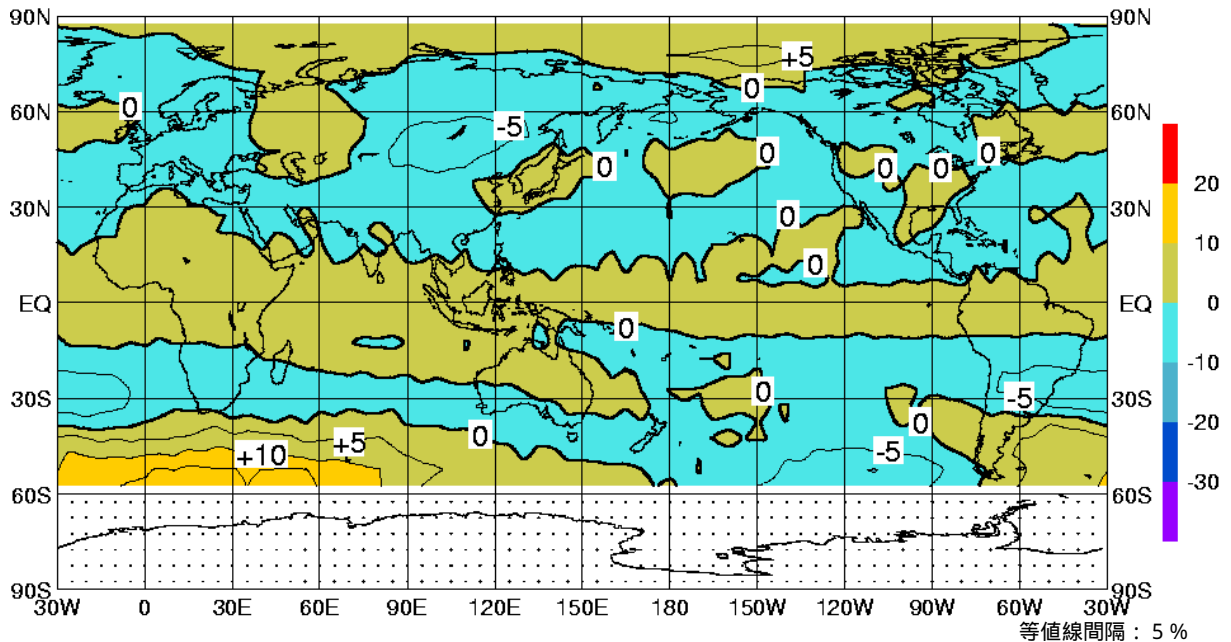 90N 90N
+5
0 0
60N 60N
-5
0 0 0 0 0
20
30N 0 30N
10
0
EQ EQ 0
0
-10
0 -5
30S 30S
0 0 -20
+10 +5 -5
60S 60S -30
90S 90S
30W 0 30E 60E 90E 120E 150E 180 150W 120W 90W 60W 30W
等値線間隔： 5 %